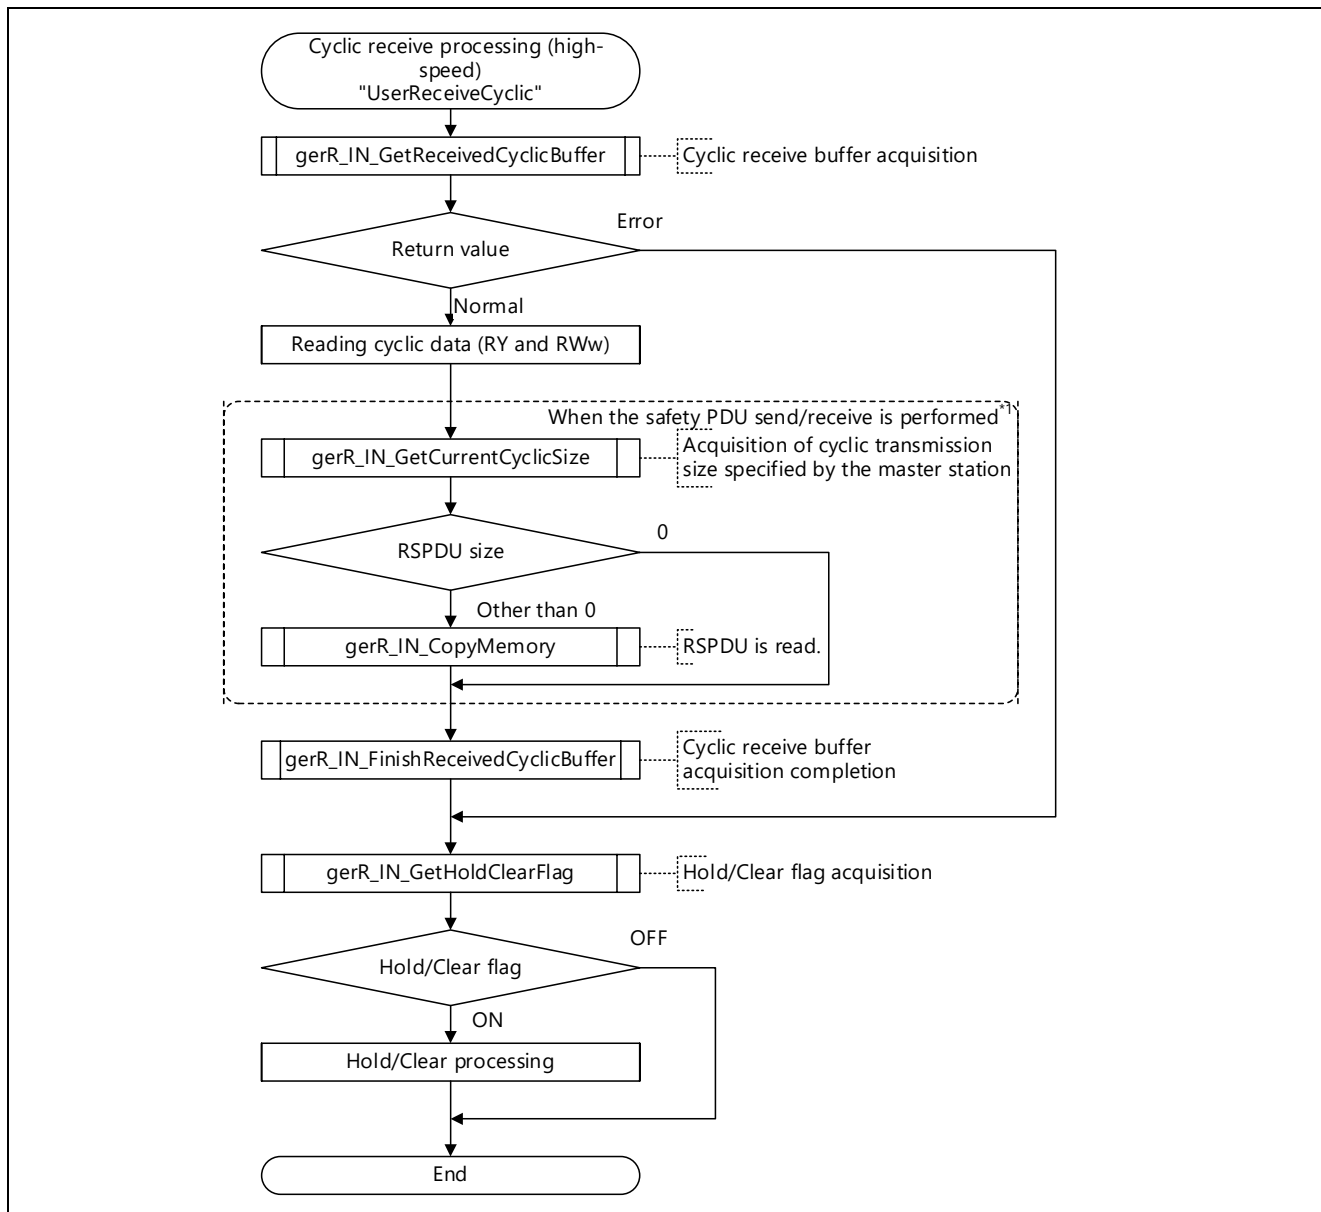 Cyclic receive processing (high-
speed)
"UserReceiveCyclic"
gerR_IN_GetReceivedCyclicBuffer
Cyclic receive buffer acquisition
Error
Return value
Normal
Reading cyclic data (RY and RWw)
When the safety PDU send/receive is performed*1
gerR_IN_GetCurrentCyclicSize
Acquisition of cyclic transmission
size specified by the master station
0
RSPDU size
Other than 0
gerR_IN_CopyMemory
RSPDU is read.
gerR_IN_FinishReceivedCyclicBuffer
Cyclic receive buffer
acquisition completion
gerR_IN_GetHoldClearFlag
Hold/Clear flag acquisition
OFF
Hold/Clear flag
ON
Hold/Clear processing
End